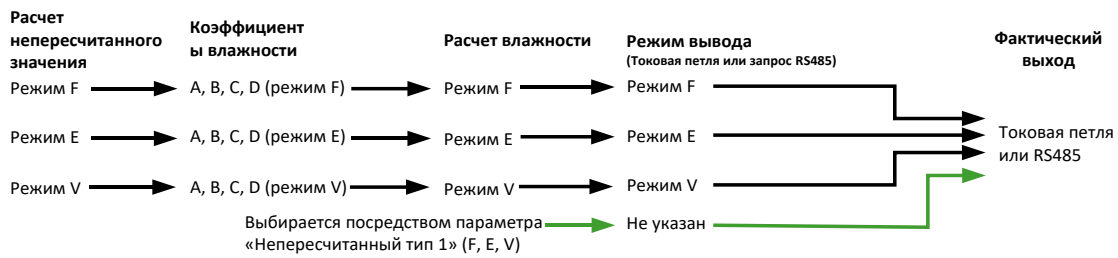 Расчет
непересчитанного
значения
Коэффициент
ы влажности
Расчет влажности
Режим вывода
(Токовая петля или запрос RS485)
Фактический
выход
Режим F
A, B, C, D (режим F)
Режим F
Режим F
Режим E
A, B, C, D (режим E)
Режим E
Режим E
Токовая петля
или RS485
Режим V
A, B, C, D (режим V)
Режим V
Режим V
Выбирается посредством параметра
«Непересчитанный тип 1» (F, E, V)
Не указан